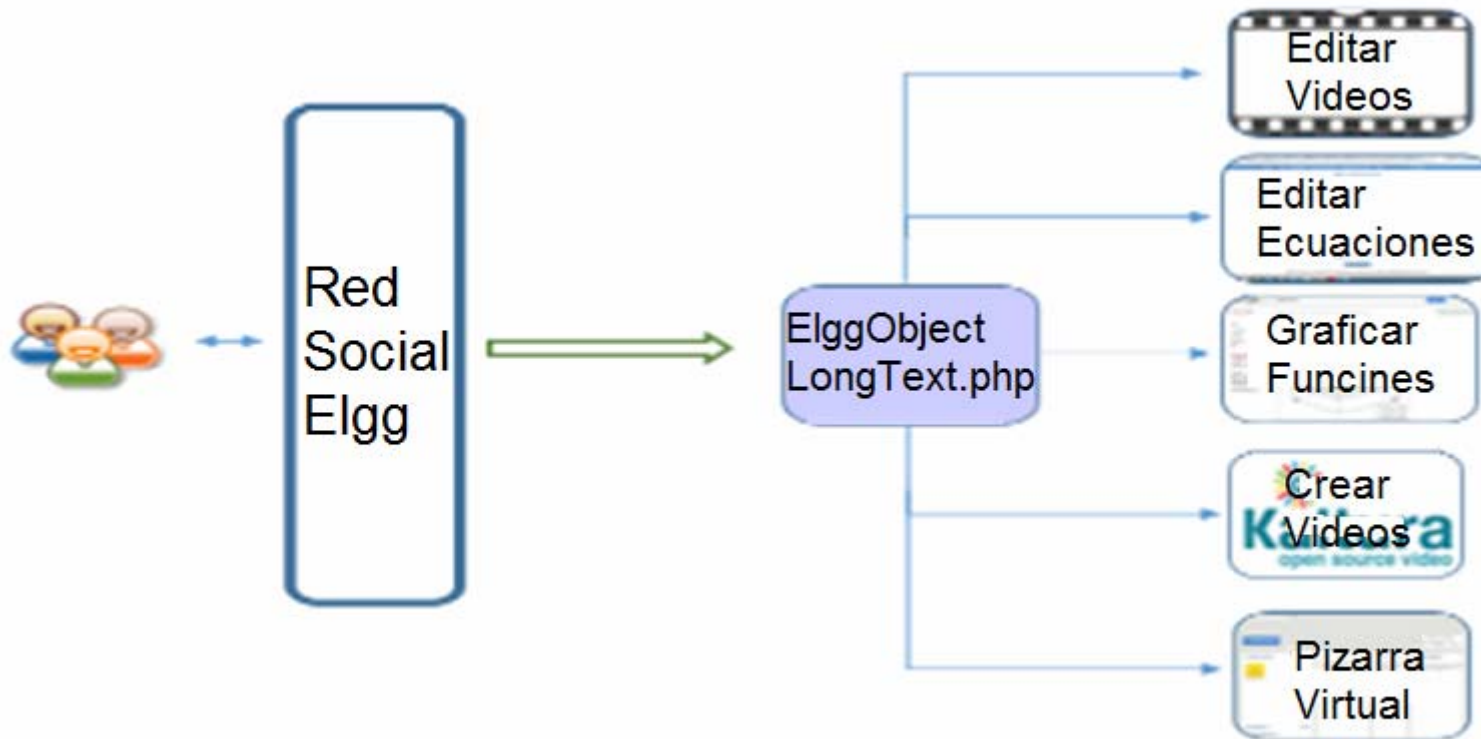 Red
Social
Elgg
ElggObject
LongText.php
Editar
Videos
Editar
Ecuaciones
Graficar
Funcines
Crear
Videos
Kaltura
open source video
Pizarra
Virtual